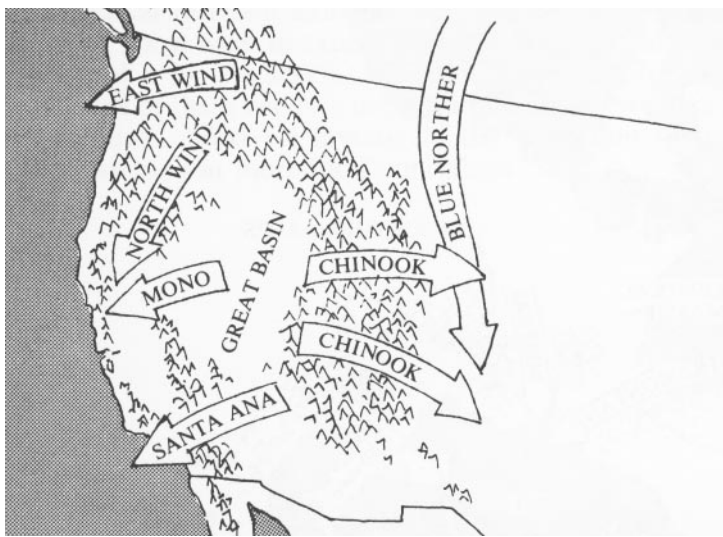 EAST WIND
BLUE NORTHER
NORTH WIND
GREAT BASIN
CHINOOK
MONO
CHINOOK
SANTA ANA